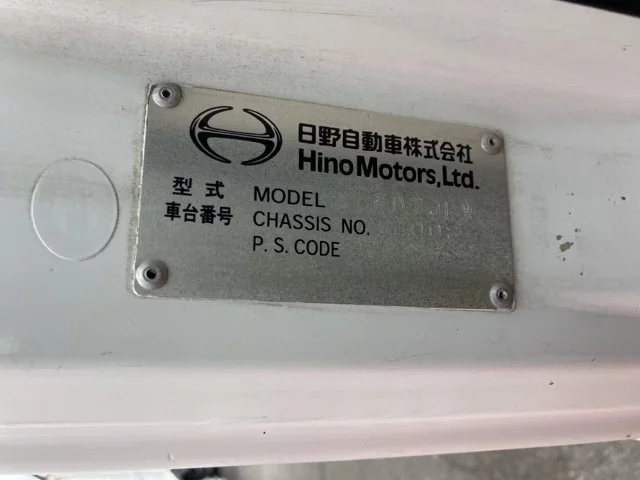 日野自動車株式会社
Hino Motors, Ltd.
型式 MODEL
車台番号 CHASSIS NO.
P.S. CODE